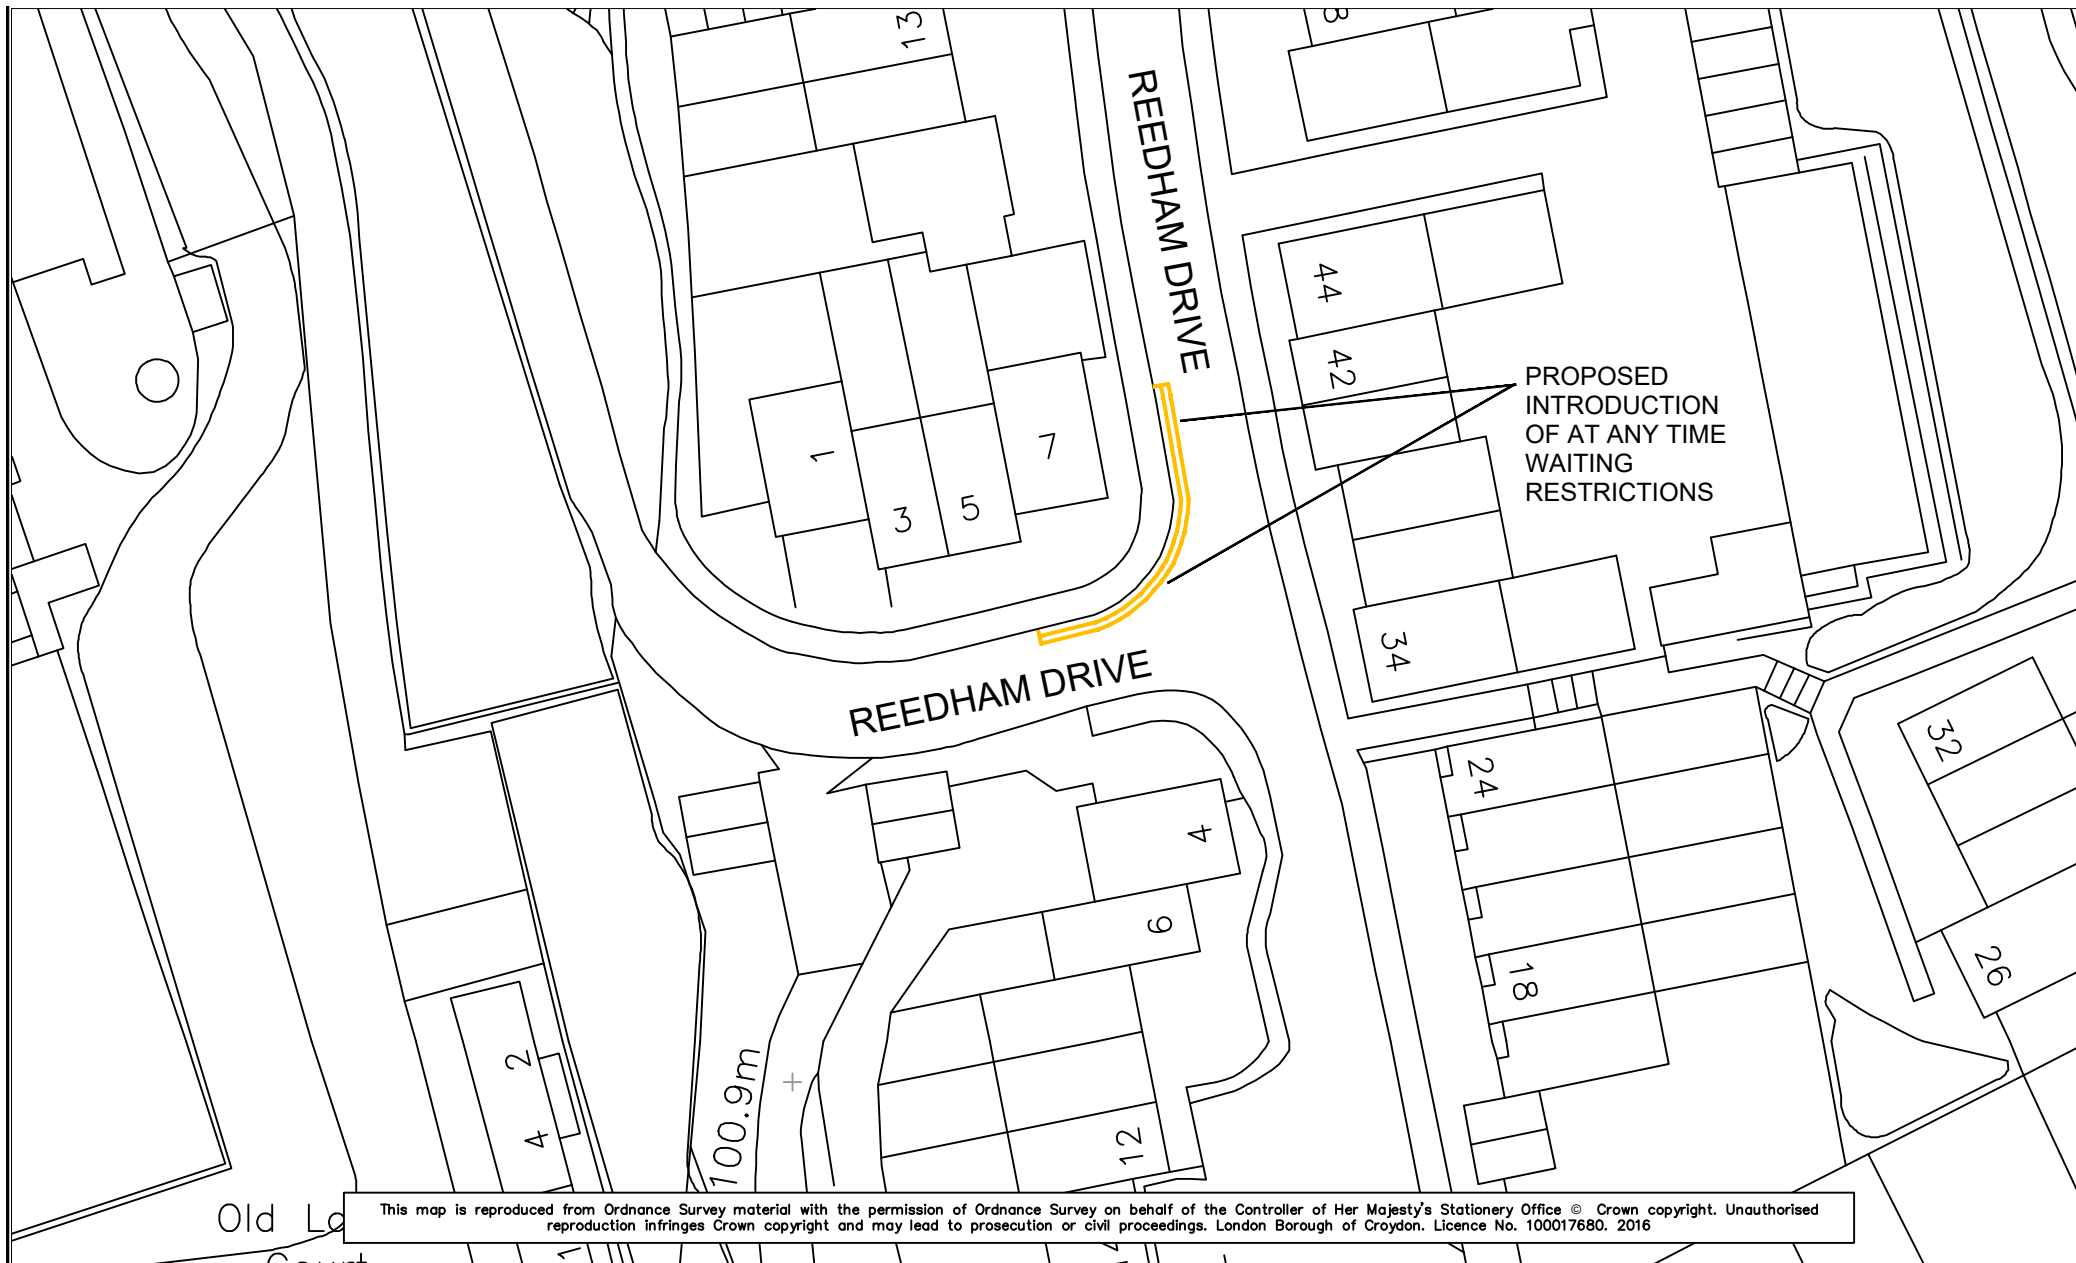 13
8
REEDHAM DRIVE
44
42
PROPOSED
INTRODUCTION
OF AT ANY TIME
WAITING
RESTRICTIONS
1
3
5
7
34
REEDHAM DRIVE
24
32
4
6
18
26
2
4
100.9m
12
Old
This map is reproduced from Ordnance Survey material with the permission of Ordnance Survey on behalf of the Controller of Her Majesty's Stationery Office © Crown copyright. Unauthorised
reproduction infringes Crown copyright and may lead to prosecution or civil proceedings. London Borough of Croydon. Licence No. 100017680. 2016
Court